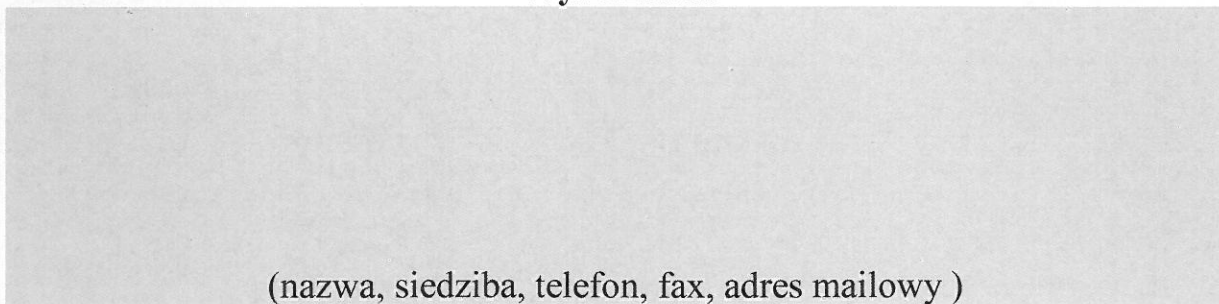 (nazwa, siedziba, telefon, fax, adres mailowy )